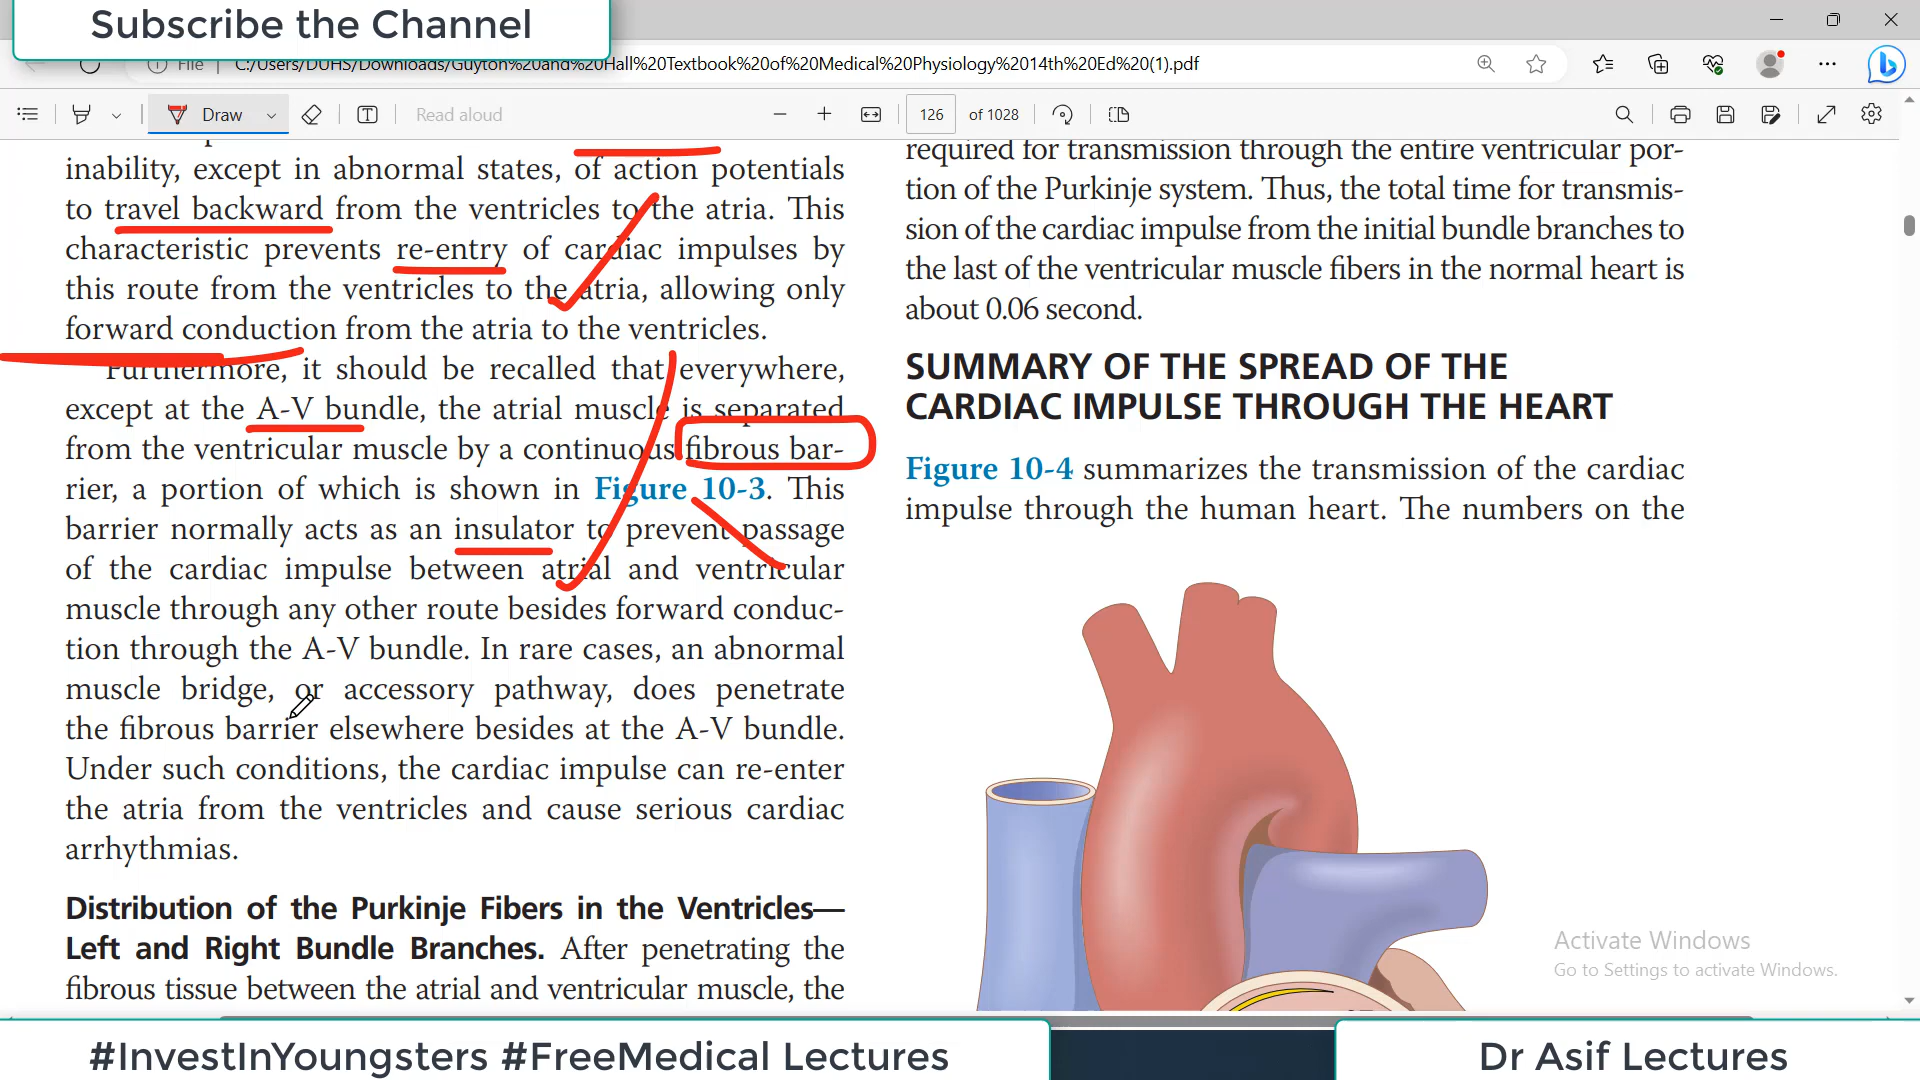 Subscribe the Channel
File
C:/Users/DUHS/Downloads/Guyton%20and%20Hall%20Textbook%20of%20Medical%20Physiology%2014th%20Ed%20(1).pdf
Draw
Read aloud
126 of 1028
inability, except in abnormal states, of action potentials
to travel backward from the ventricles to the atria. This
characteristic prevents re-entry of cardiac impulses by
this route from the ventricles to the atria, allowing only
forward conduction from the atria to the ventricles.
Furthermore, it should be recalled that everywhere,
except at the A-V bundle, the atrial muscle is separated
from the ventricular muscle by a continuous fibrous bar-
rier, a portion of which is shown in Figure 10-3. This
barrier normally acts as an insulator to prevent passage
of the cardiac impulse between atrial and ventricular
muscle through any other route besides forward conduc-
tion through the A-V bundle. In rare cases, an abnormal
muscle bridge, or accessory pathway, does penetrate
the fibrous barrier elsewhere besides at the A-V bundle.
Under such conditions, the cardiac impulse can re-enter
the atria from the ventricles and cause serious cardiac
arrhythmias.
Distribution of the Purkinje Fibers in the Ventricles—
Left and Right Bundle Branches. After penetrating the
fibrous tissue between the atrial and ventricular muscle, the
required for transmission through the entire ventricular por-
tion of the Purkinje system. Thus, the total time for transmis-
sion of the cardiac impulse from the initial bundle branches to
the last of the ventricular muscle fibers in the normal heart is
about 0.06 second.
SUMMARY OF THE SPREAD OF THE
CARDIAC IMPULSE THROUGH THE HEART
Figure 10-4 summarizes the transmission of the cardiac
impulse through the human heart. The numbers on the
Activate Windows
Go to Settings to activate Windows.
#InvestInYoungsters #FreeMedical Lectures
Dr Asif Lectures